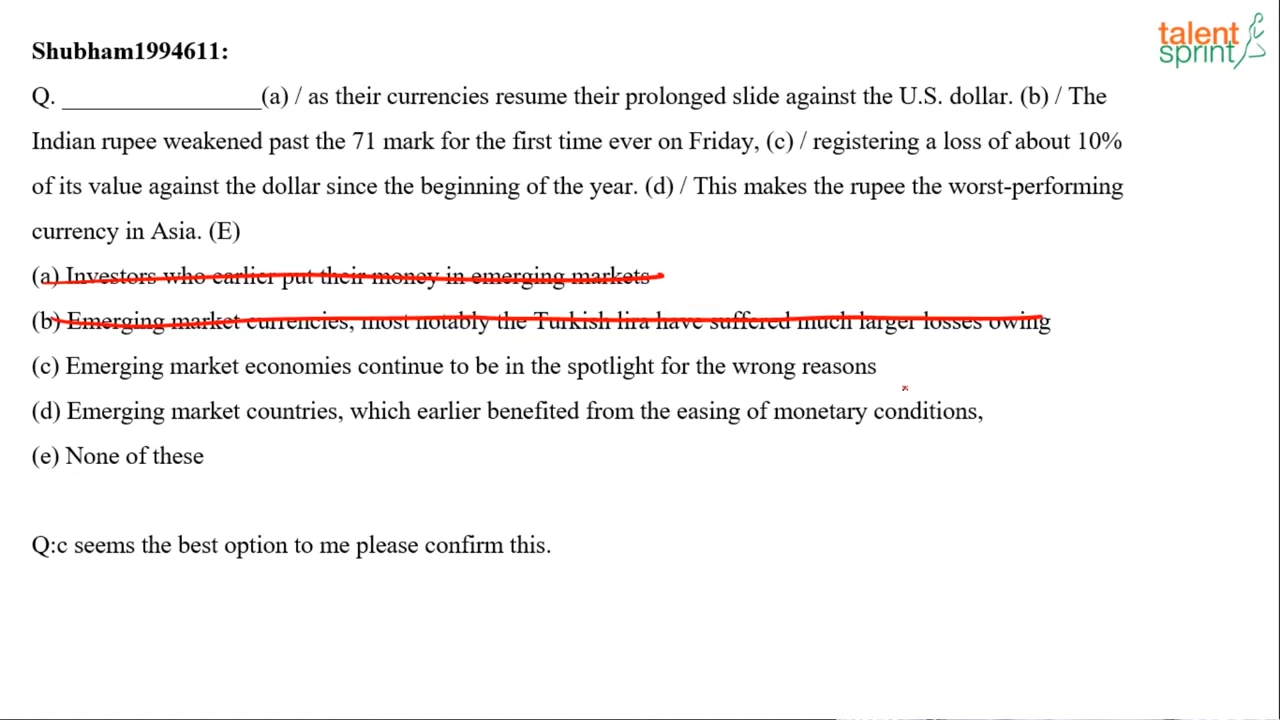 talent
sprint
Shubham1994611:
Q. ________________(a) / as their currencies resume their prolonged slide against the U.S. dollar. (b) / The
Indian rupee weakened past the 71 mark for the first time ever on Friday, (c) / registering a loss of about 10%
of its value against the dollar since the beginning of the year. (d) / This makes the rupee the worst-performing
currency in Asia. (E)
(a) Investors who earlier put their money in emerging markets
(b) Emerging market currencies, most notably the Turkish lira have suffered much larger losses owing
(c) Emerging market economies continue to be in the spotlight for the wrong reasons
(d) Emerging market countries, which earlier benefited from the easing of monetary conditions,
(e) None of these
Q:c seems the best option to me please confirm this.